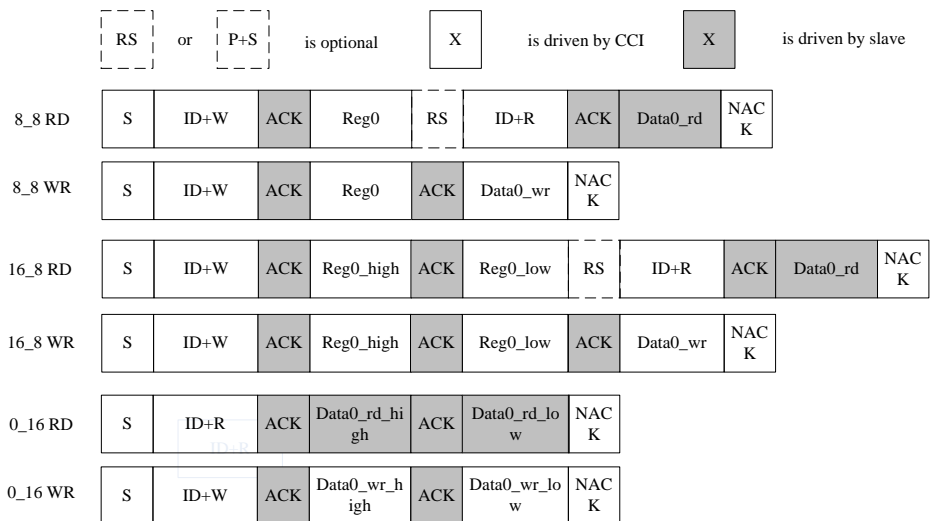 RS or P+S is optional X is driven by CCI X is driven by slave
8_8 RD S ID+W ACK Reg0 RS ID+R ACK Data0_rd NAC
K
8_8 WR S ID+W ACK Reg0 ACK Data0_wr NAC
K
16_8 RD S ID+W ACK Reg0_high ACK Reg0_low RS ID+R ACK Data0_rd NAC
K
16_8 WR S ID+W ACK Reg0_high ACK Reg0_low ACK Data0_wr NAC
K
0_16 RD S ID+R ACK Data0_rd_hi ACK Data0_rd_lo NAC
gh w K
ID+R
0_16 WR S ID+W ACK Data0_wr_h ACK Data0_wr_lo NAC
igh w K